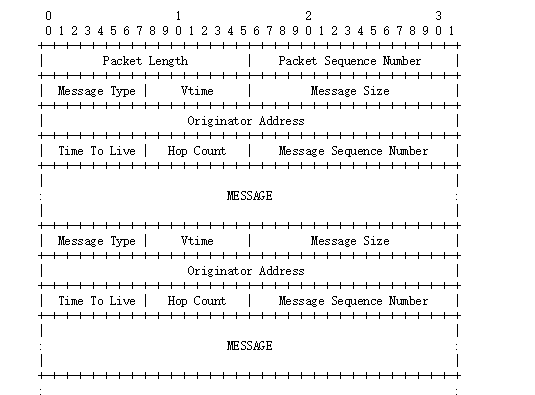 0 1 2 3
0 1 2 3 4 5 6 7 8 9 0 1 2 3 4 5 6 7 8 9 0 1 2 3 4 5 6 7 8 9 0 1
Packet Length | Packet Sequence Number
Message Type | Vtime | Message Size
Originator Address
Time To Live | Hop Count | Message Sequence Number
MESSAGE
Message Type | Vtime | Message Size
Originator Address
Time To Live | Hop Count | Message Sequence Number
MESSAGE